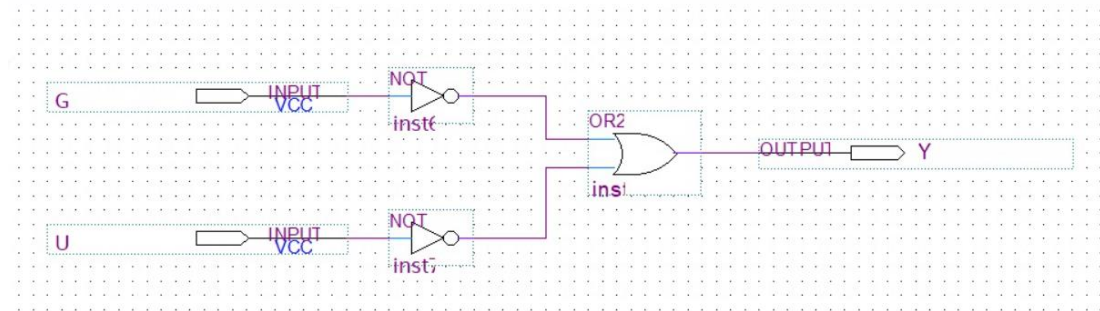 NOT
G INPUT
VCC
OR2
OUTPUT Y
NOT
U INPUT
VCC